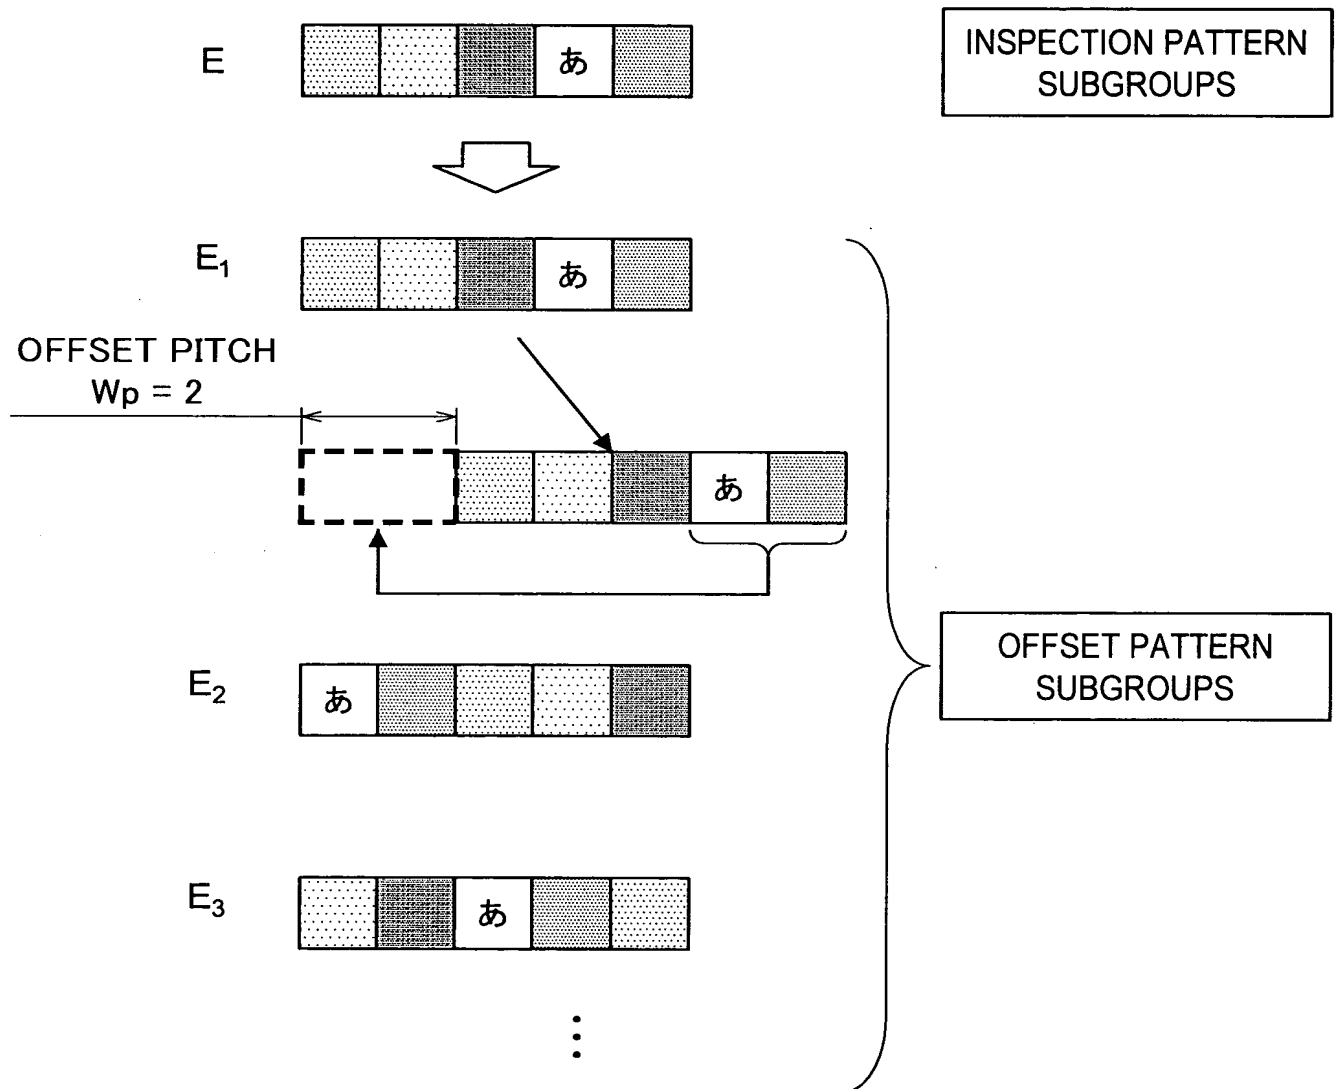 E
あ
INSPECTION PATTERN
SUBGROUPS
E₁
あ
OFFSET PITCH
Wp = 2
あ
E₂
あ
OFFSET PATTERN
SUBGROUPS
E₃
あ